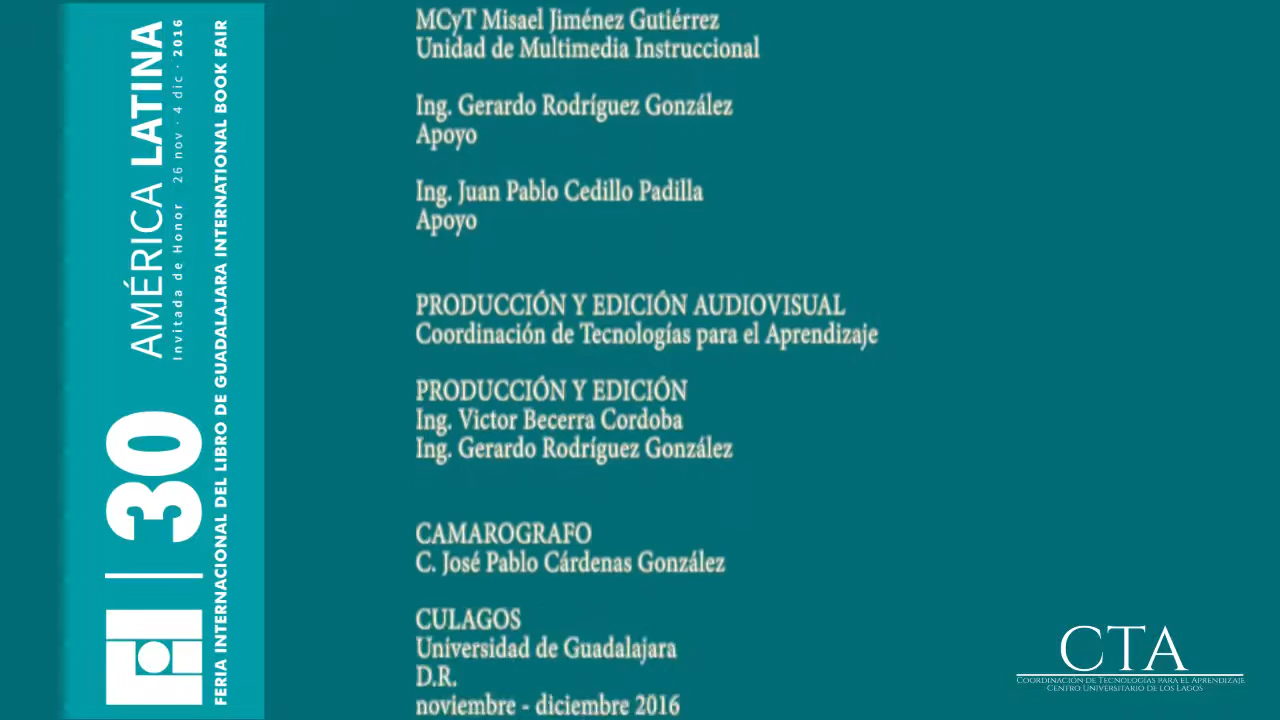 AMÉRICA LATINA
Invitada de Honor 26 nov · 4 dic · 2016
30
FERIA INTERNACIONAL DEL LIBRO DE GUADALAJARA INTERNATIONAL BOOK FAIR
MCyT Misael Jiménez Gutiérrez
Unidad de Multimedia Instruccional
Ing. Gerardo Rodríguez González
Apoyo
Ing. Juan Pablo Cedillo Padilla
Apoyo
PRODUCCIÓN Y EDICIÓN AUDIOVISUAL
Coordinación de Tecnologías para el Aprendizaje
PRODUCCIÓN Y EDICIÓN
Ing. Victor Becerra Cordoba
Ing. Gerardo Rodríguez González
CAMAROGRAFO
C. José Pablo Cárdenas González
CULAGOS
Universidad de Guadalajara
D.R.
noviembre - diciembre 2016
CTA
Coordinación de Tecnologías para el Aprendizaje
Centro Universitario de los Lagos